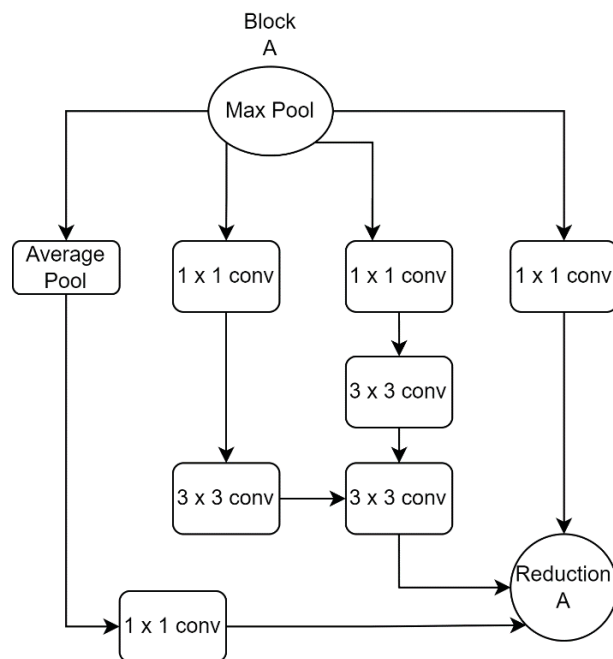 Block
A
Max Pool
Average
Pool
1 x 1 conv
1 x 1 conv
1 x 1 conv
3 x 3 conv
3 x 3 conv
3 x 3 conv
Reduction
A
1 x 1 conv